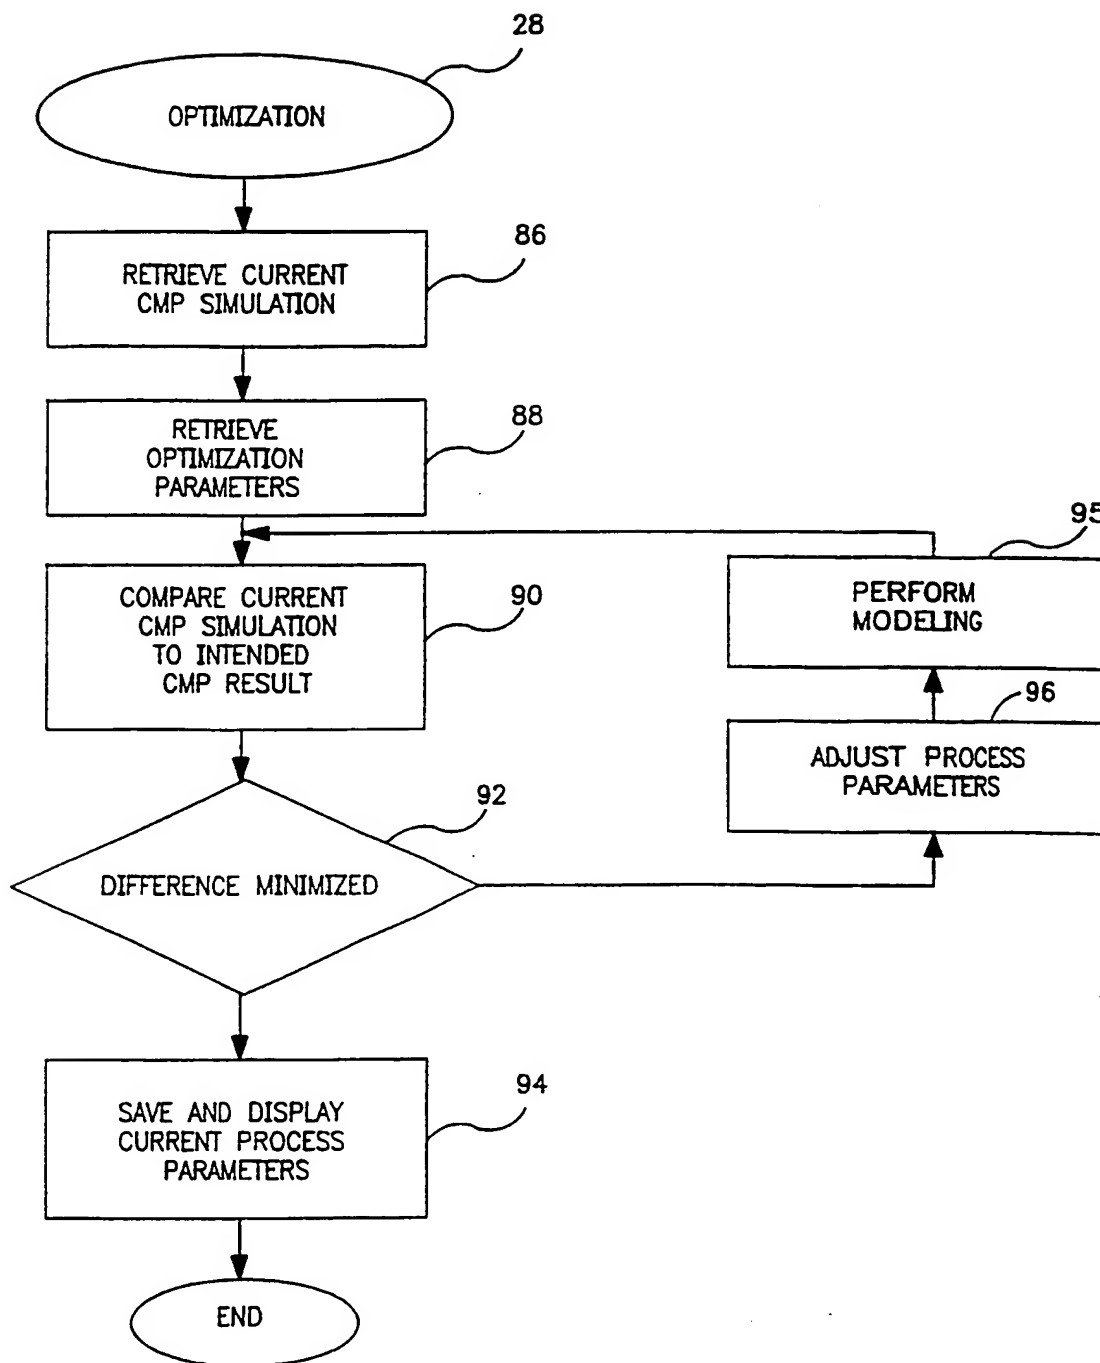 28
OPTIMIZATION
86
RETRIEVE CURRENT
CMP SIMULATION
88
RETRIEVE
OPTIMIZATION
PARAMETERS
90
COMPARE CURRENT
CMP SIMULATION
TO INTENDED
CMP RESULT
95
PERFORM
MODELING
96
ADJUST PROCESS
PARAMETERS
92
DIFFERENCE MINIMIZED
94
SAVE AND DISPLAY
CURRENT PROCESS
PARAMETERS
END